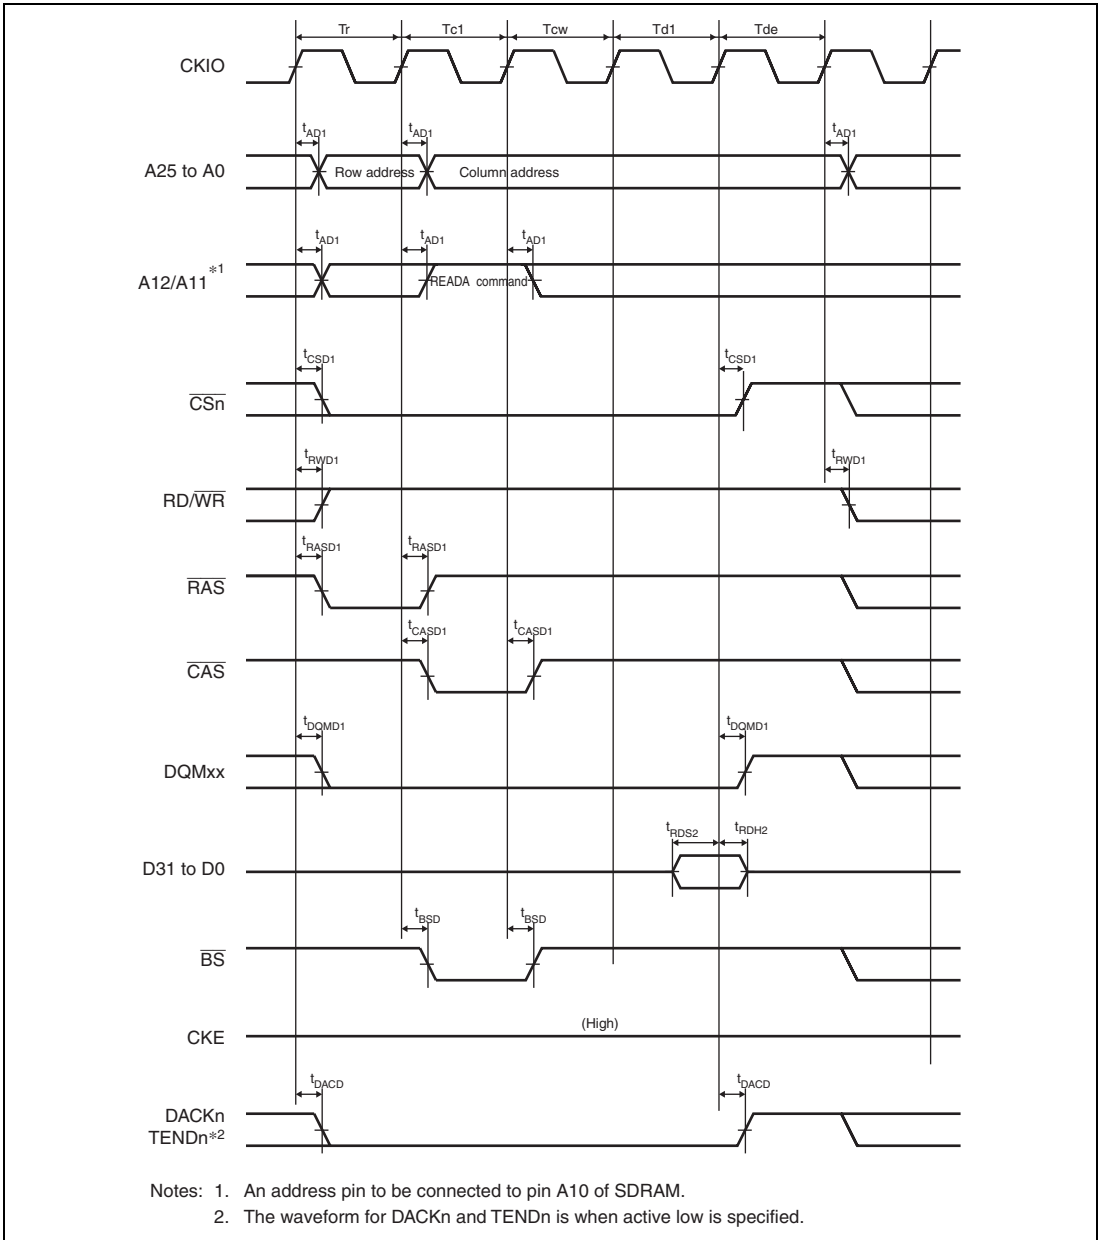 Tr Tc1 Tcw Td1 Tde
CKIO
tAD1 tAD1 tAD1
A25 to A0 Row address Column address
tAD1 tAD1 tAD1
A12/A11*1 READA command
tCSD1 tCSD1
CSn
tRWD1 tRWD1
RD/WR
tRASD1 tRASD1
RAS
tCASD1 tCASD1
CAS
tDQMD1 tDQMD1
DQMxx
tRDS2 tRDH2
D31 to D0
tBSD tBSD
BS
(High)
CKE
tDACD tDACD
DACKn
TENDn*2
Notes: 1. An address pin to be connected to pin A10 of SDRAM.
2. The waveform for DACKn and TENDn is when active low is specified.